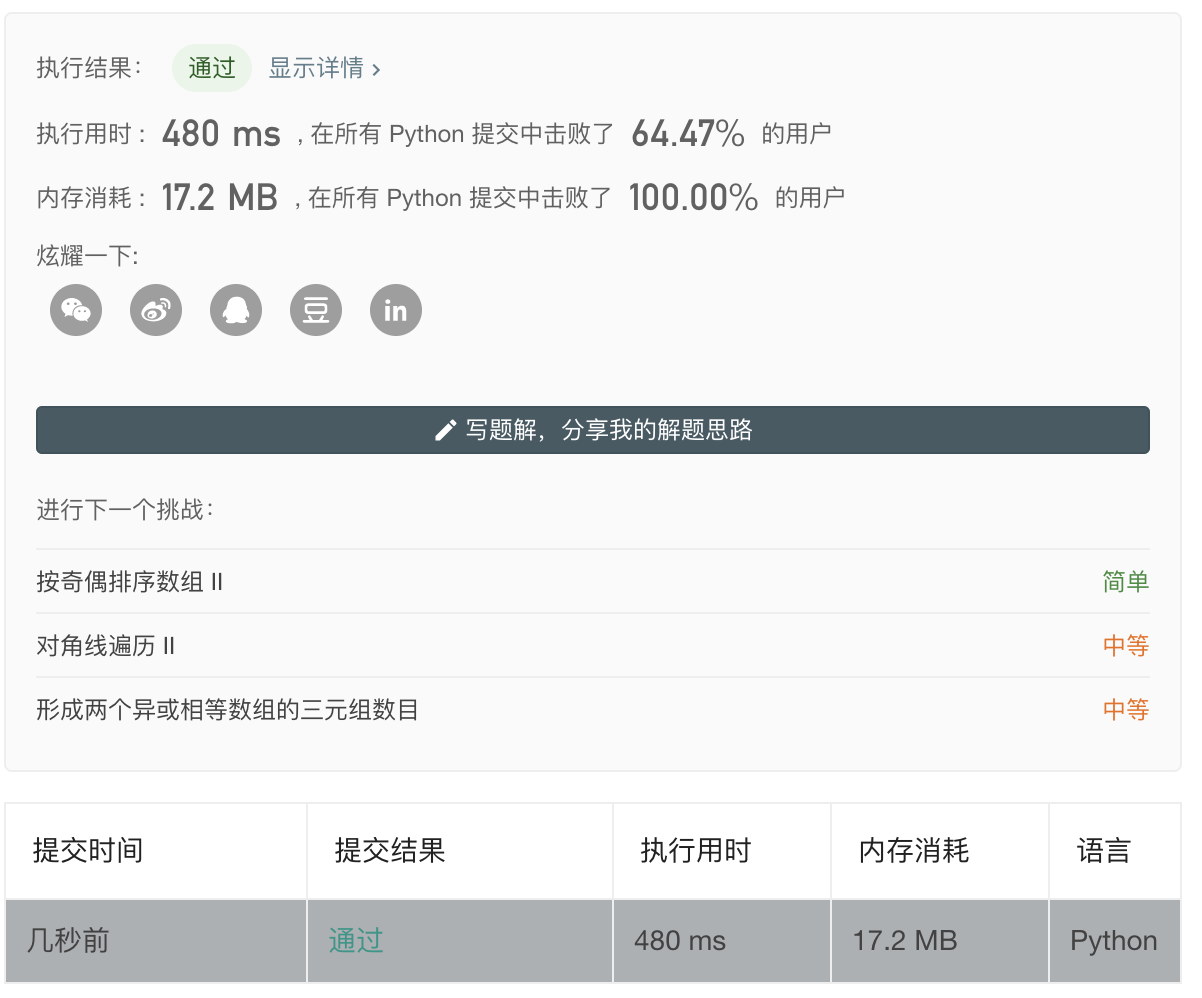 执行结果： 通过 显示详情 ›
执行用时 : 480 ms , 在所有 Python 提交中击败了 64.47% 的用户
内存消耗 : 17.2 MB , 在所有 Python 提交中击败了 100.00% 的用户
炫耀一下:
豆 in
写题解，分享我的解题思路
进行下一个挑战：
按奇偶排序数组 II 简单
对角线遍历 II 中等
形成两个异或相等数组的三元组数目 中等
提交时间 提交结果 执行用时 内存消耗 语言
几秒前 通过 480 ms 17.2 MB Python